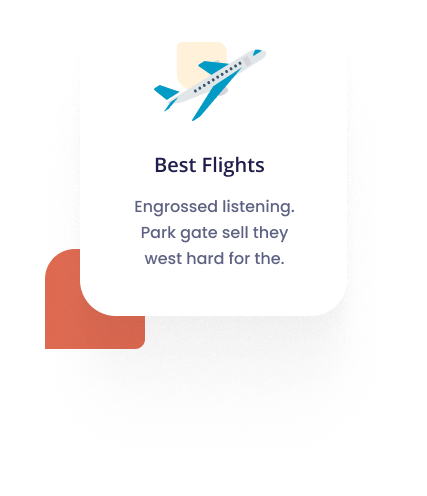 Best Flights
Engrossed listening.
Park gate sell they
west hard for the.